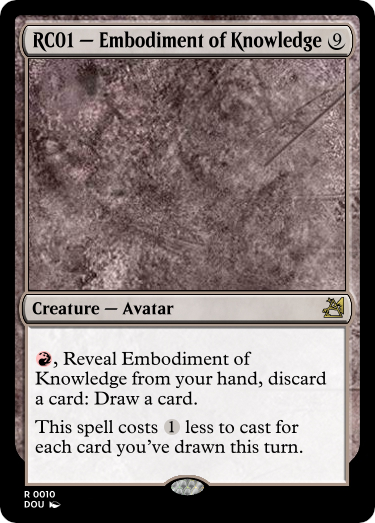 RC01 — Embodiment of Knowledge 9
Creature — Avatar
, Reveal Embodiment of
Knowledge from your hand, discard
a card: Draw a card.
This spell costs 1 less to cast for
each card you've drawn this turn.
R 0010
DOU